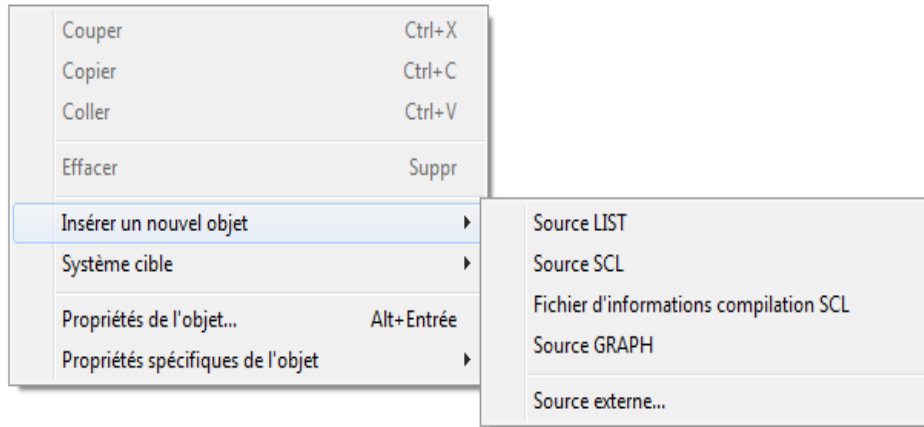 Couper Ctrl+X
Copier Ctrl+C
Coller Ctrl+V
Effacer Suppr
Insérer un nouvel objet
Système cible
Propriétés de l'objet... Alt+Entrée
Propriétés spécifiques de l'objet
Source LIST
Source SCL
Fichier d'informations compilation SCL
Source GRAPH
Source externe...